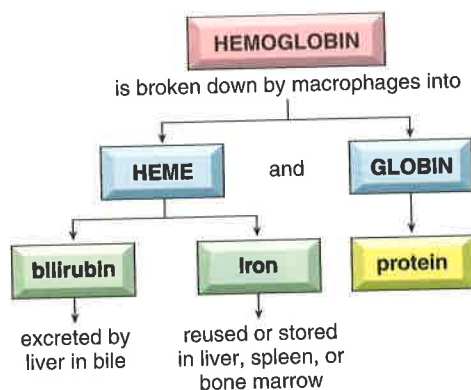 HEMOGLOBIN
is broken down by macrophages into
HEME and GLOBIN
bilirubin Iron protein
excreted by
liver in bile
reused or stored
in liver, spleen, or
bone marrow